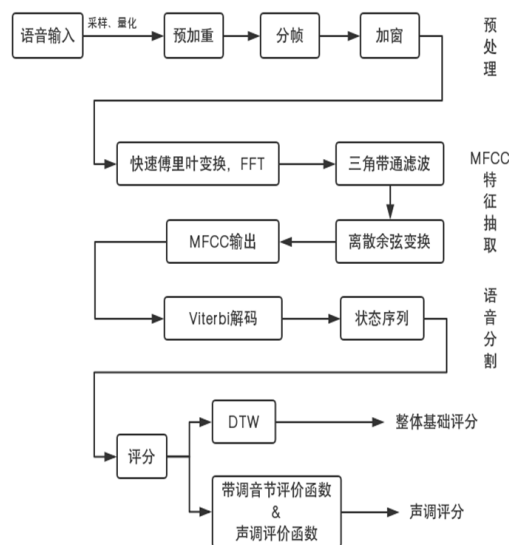 语音输入
采样、量化
预加重
分帧
加窗
预
处
理
快速傅里叶变换，FFT
三角带通滤波
MFCC
特
征
抽
取
MFCC输出
离散余弦变换
Viterbi解码
状态序列
语
音
分
割
评分
DTW
整体基础评分
带调音节评价函数
&
声调评价函数
声调评分